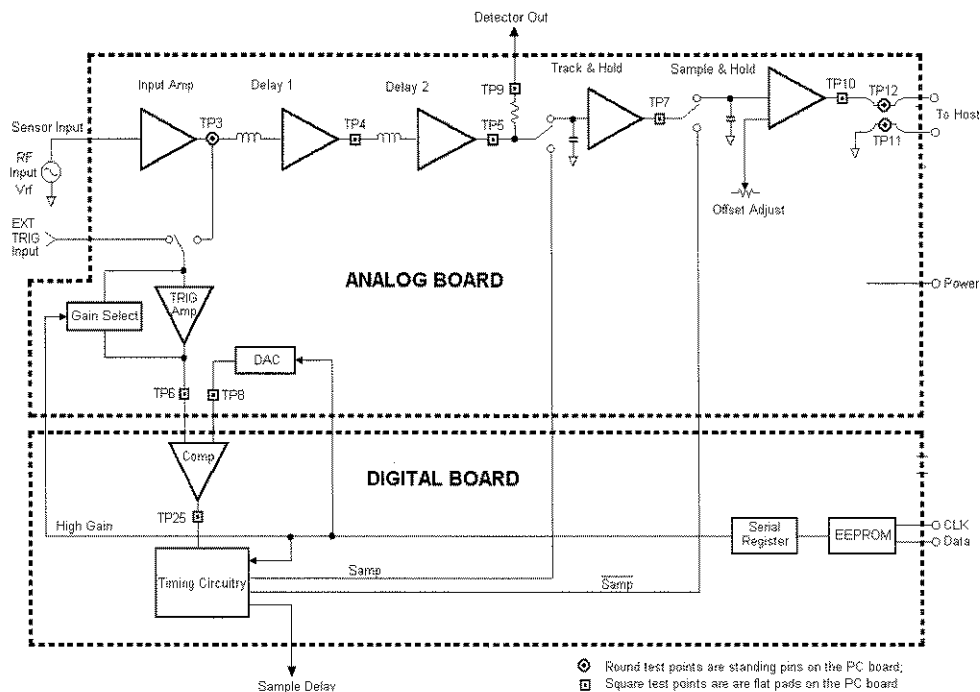 Detector Out
Input Amp
Delay 1
Delay 2
Track & Hold
Sample & Hold
TP9
TP10
TP12
TP3
TP4
TP5
TP7
To Host
TP11
Sensor Input
RF
Input
Vrf
Offset Adjust
EXT
TRIG
Input
ANALOG BOARD
Power
TRIG
Amp
Gain Select
DAC
TP6
TP8
Comp
DIGITAL BOARD
TP25
High Gain
Serial
Register
EEPROM
CLK
Data
Timing Circuitry
Samp
Samp
Sample Delay
Round test points are standing pins on the PC board;
Square test points are are flat pads on the PC board